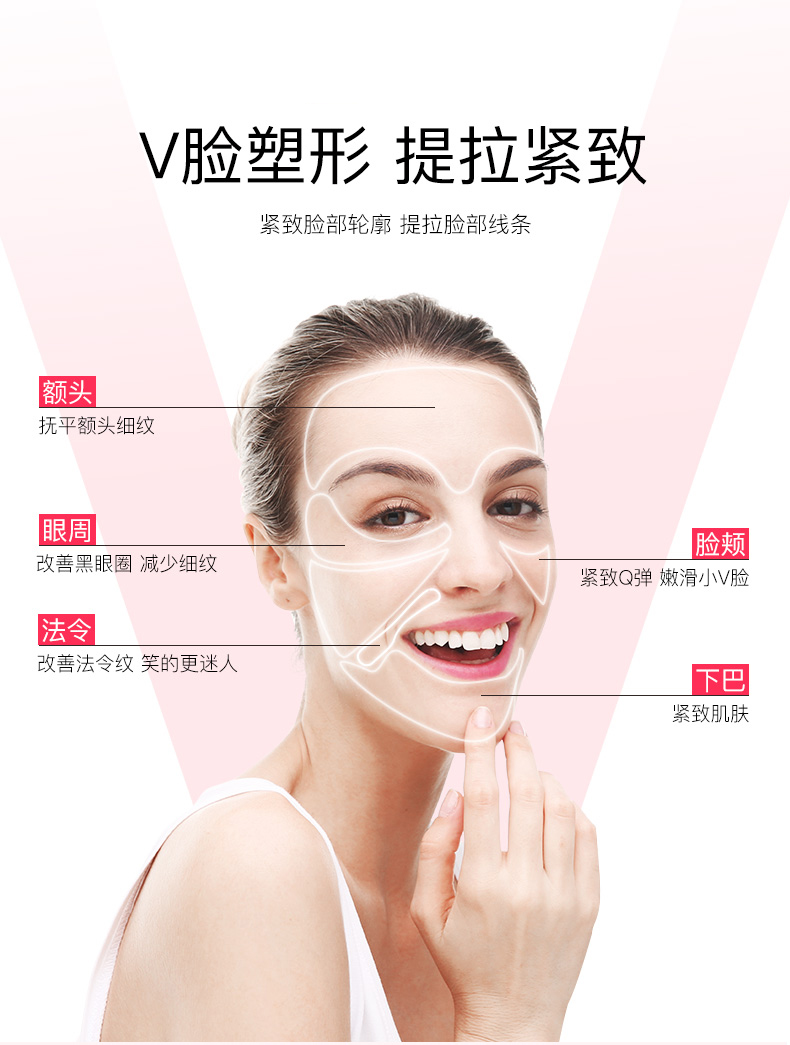 V脸塑形 提拉紧致
紧致脸部轮廓 提拉脸部线条
额头
抚平额头细纹
眼周
改善黑眼圈 减少细纹
法令
改善法令纹 笑的更迷人
脸颊
紧致Q弹 嫩滑小V脸
下巴
紧致肌肤